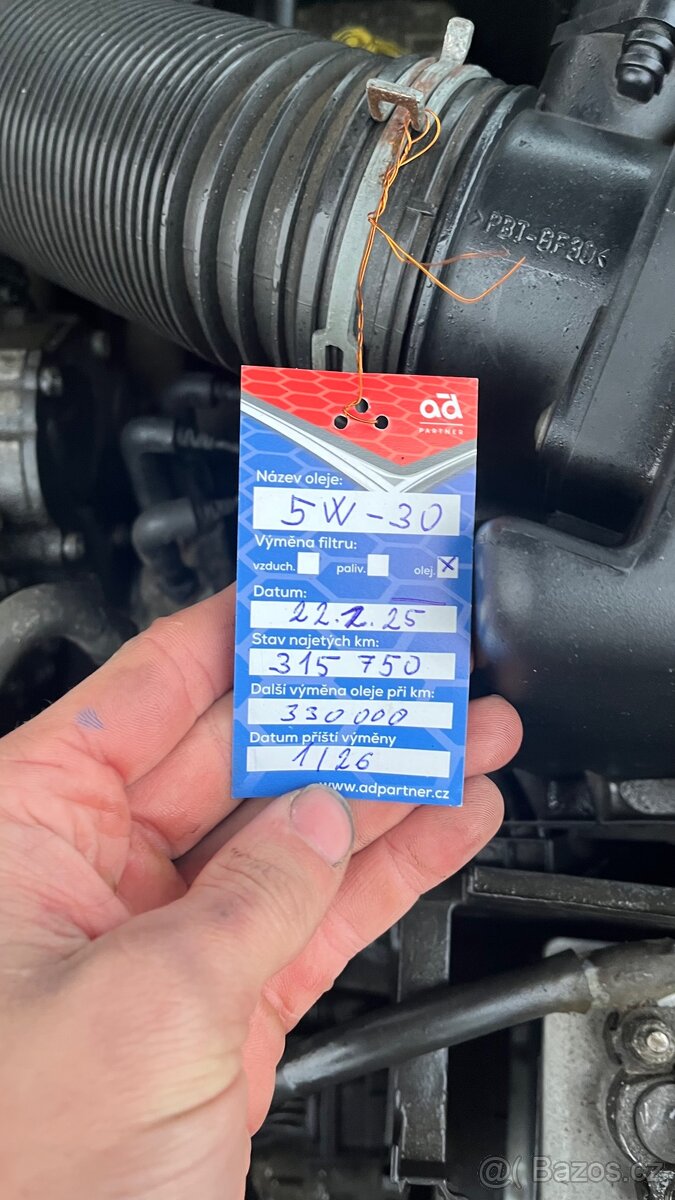 >PBT-GF30<
ad
PARTNER
Název oleje:
5W-30
Výměna filtru:
vzduch. paliv. olej. X
Datum:
22.1.25
Stav najetých km:
315 750
Další výměna oleje při km:
330 000
Datum příští výměny
1/26
www.adpartner.cz
@( Bazos.cz